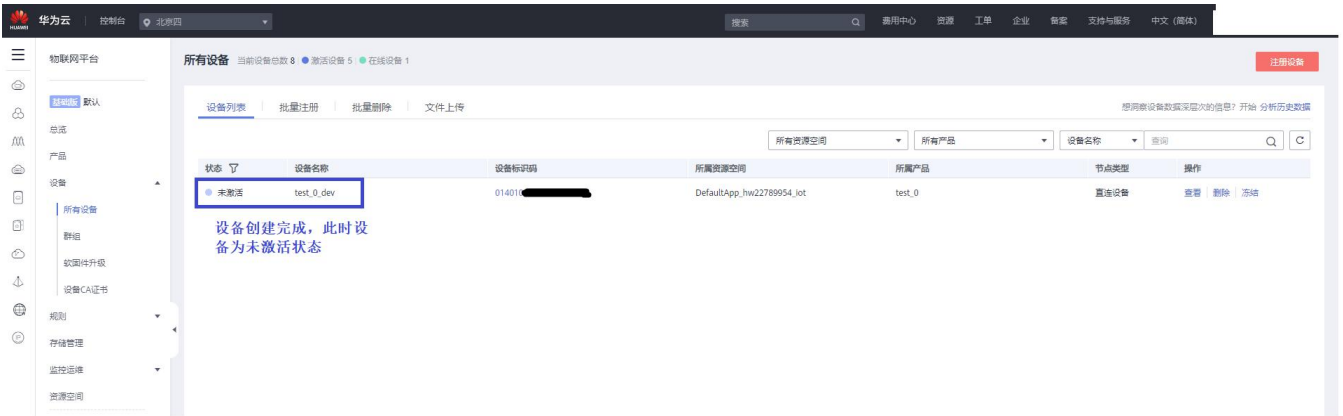 HUAWEI 华为云 控制台 北京四 搜索 费用中心 资源 工单 企业 备案 支持与服务 中文 (简体)
物联网平台
基础版 默认
总览
产品
设备
所有设备
群组
软固件升级
设备CA证书
规则
存储管理
监控运维
资源空间
所有设备 当前设备总数 8 激活设备 5 在线设备 1 注册设备
设备列表 批量注册 批量删除 文件上传 想洞察设备数据深层次的信息? 开始 分析历史数据
所有资源空间 所有产品 设备名称 查询
状态 设备名称 设备标识码 所属资源空间 所属产品 节点类型 操作
未激活 test_0_dev 014010 DefaultApp_hw22789954_iot test_0 直连设备 查看 删除 冻结
设备创建完成，此时设
备为未激活状态